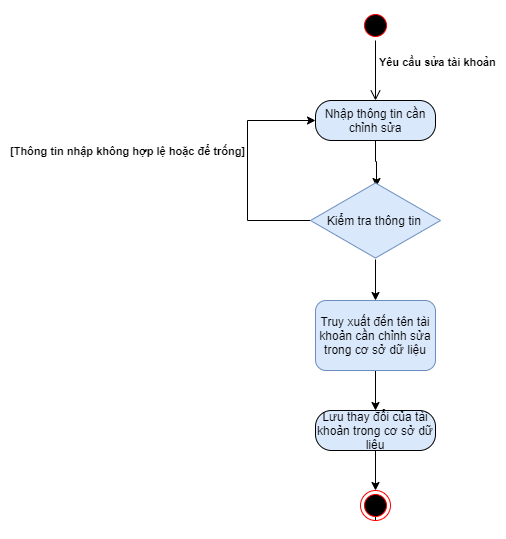 Yêu cầu sửa tài khoản
Nhập thông tin cần
chỉnh sửa
[Thông tin nhập không hợp lệ hoặc để trống]
Kiểm tra thông tin
Truy xuất đến tên tài
khoản cần chỉnh sửa
trong cơ sở dữ liệu
Lưu thay đổi của tài
khoản trong cơ sở dữ
liệu